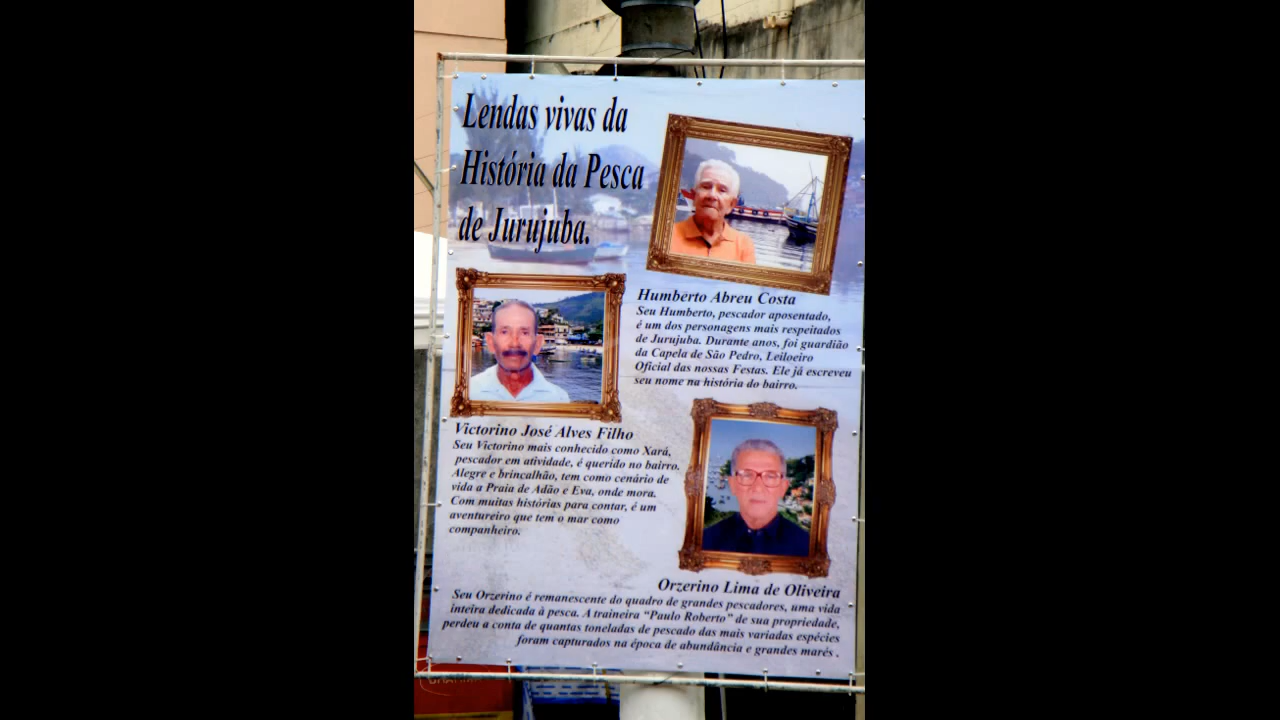 Lendas vivas da
História da Pesca
de Jurujuba.
Humberto Abreu Costa
Seu Humberto, pescador aposentado,
é um dos personagens mais respeitados
de Jurujuba. Durante anos, foi guardião
da Capela de São Pedro, Leiloeiro
Oficial das nossas Festas. Ele já escreveu
seu nome na história do bairro.
Victorino José Alves Filho
Seu Victorino mais conhecido como Xará,
pescador em atividade, é querido no bairro.
Alegre e brincalhão, tem como cenário de
vida a Praia de Adão e Eva, onde mora.
Com muitas histórias para contar, é um
aventureiro que tem o mar como
companheiro.
Orzerino Lima de Oliveira
Seu Orzerino é remanescente do quadro de grandes pescadores, uma vida
inteira dedicada à pesca. A traineira “Paulo Roberto” de sua propriedade,
perdeu a conta de quantas toneladas de pescado das mais variadas espécies
foram capturados na época de abundância e grandes marés .